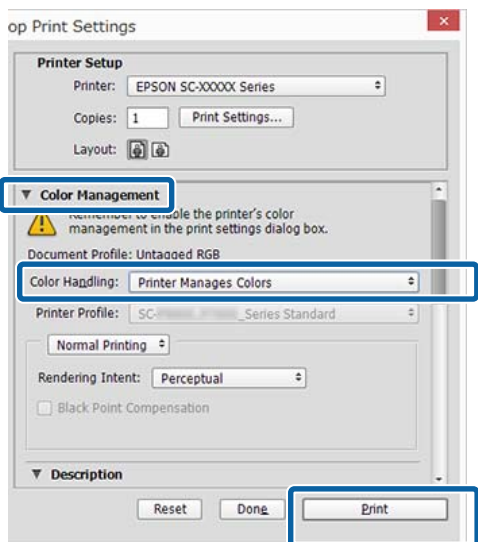 op Print Settings
Printer Setup
Printer: EPSON SC-XXXXX Series
Copies: 1 Print Settings...
Layout:
Color Management
Remember to enable the printer's color
management in the print settings dialog box.
Document Profile: Untagged RGB
Color Handling: Printer Manages Colors
Printer Profile: SC- _Series Standard
Normal Printing
Rendering Intent: Perceptual
Black Point Compensation
Description
Reset Done Print